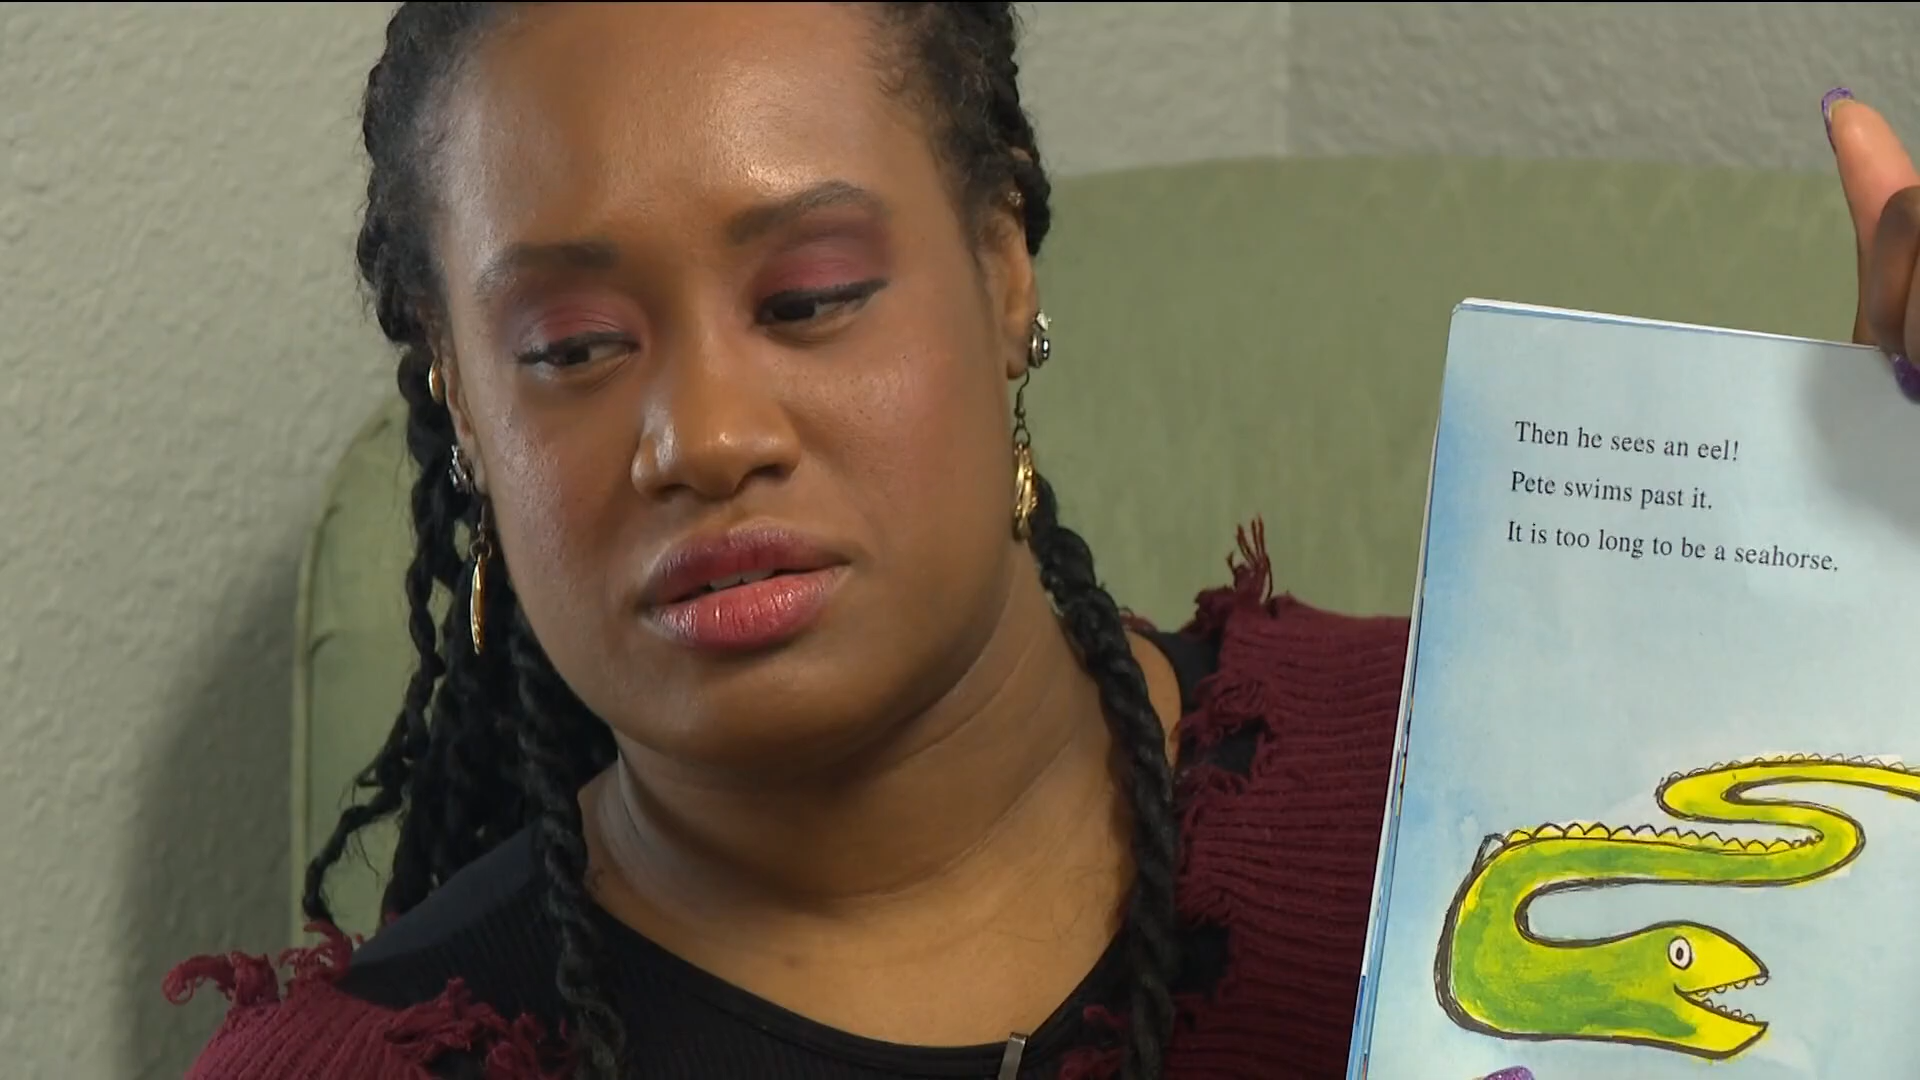 Then he sees an eel!
Pete swims past it.
It is too long to be a seahorse.